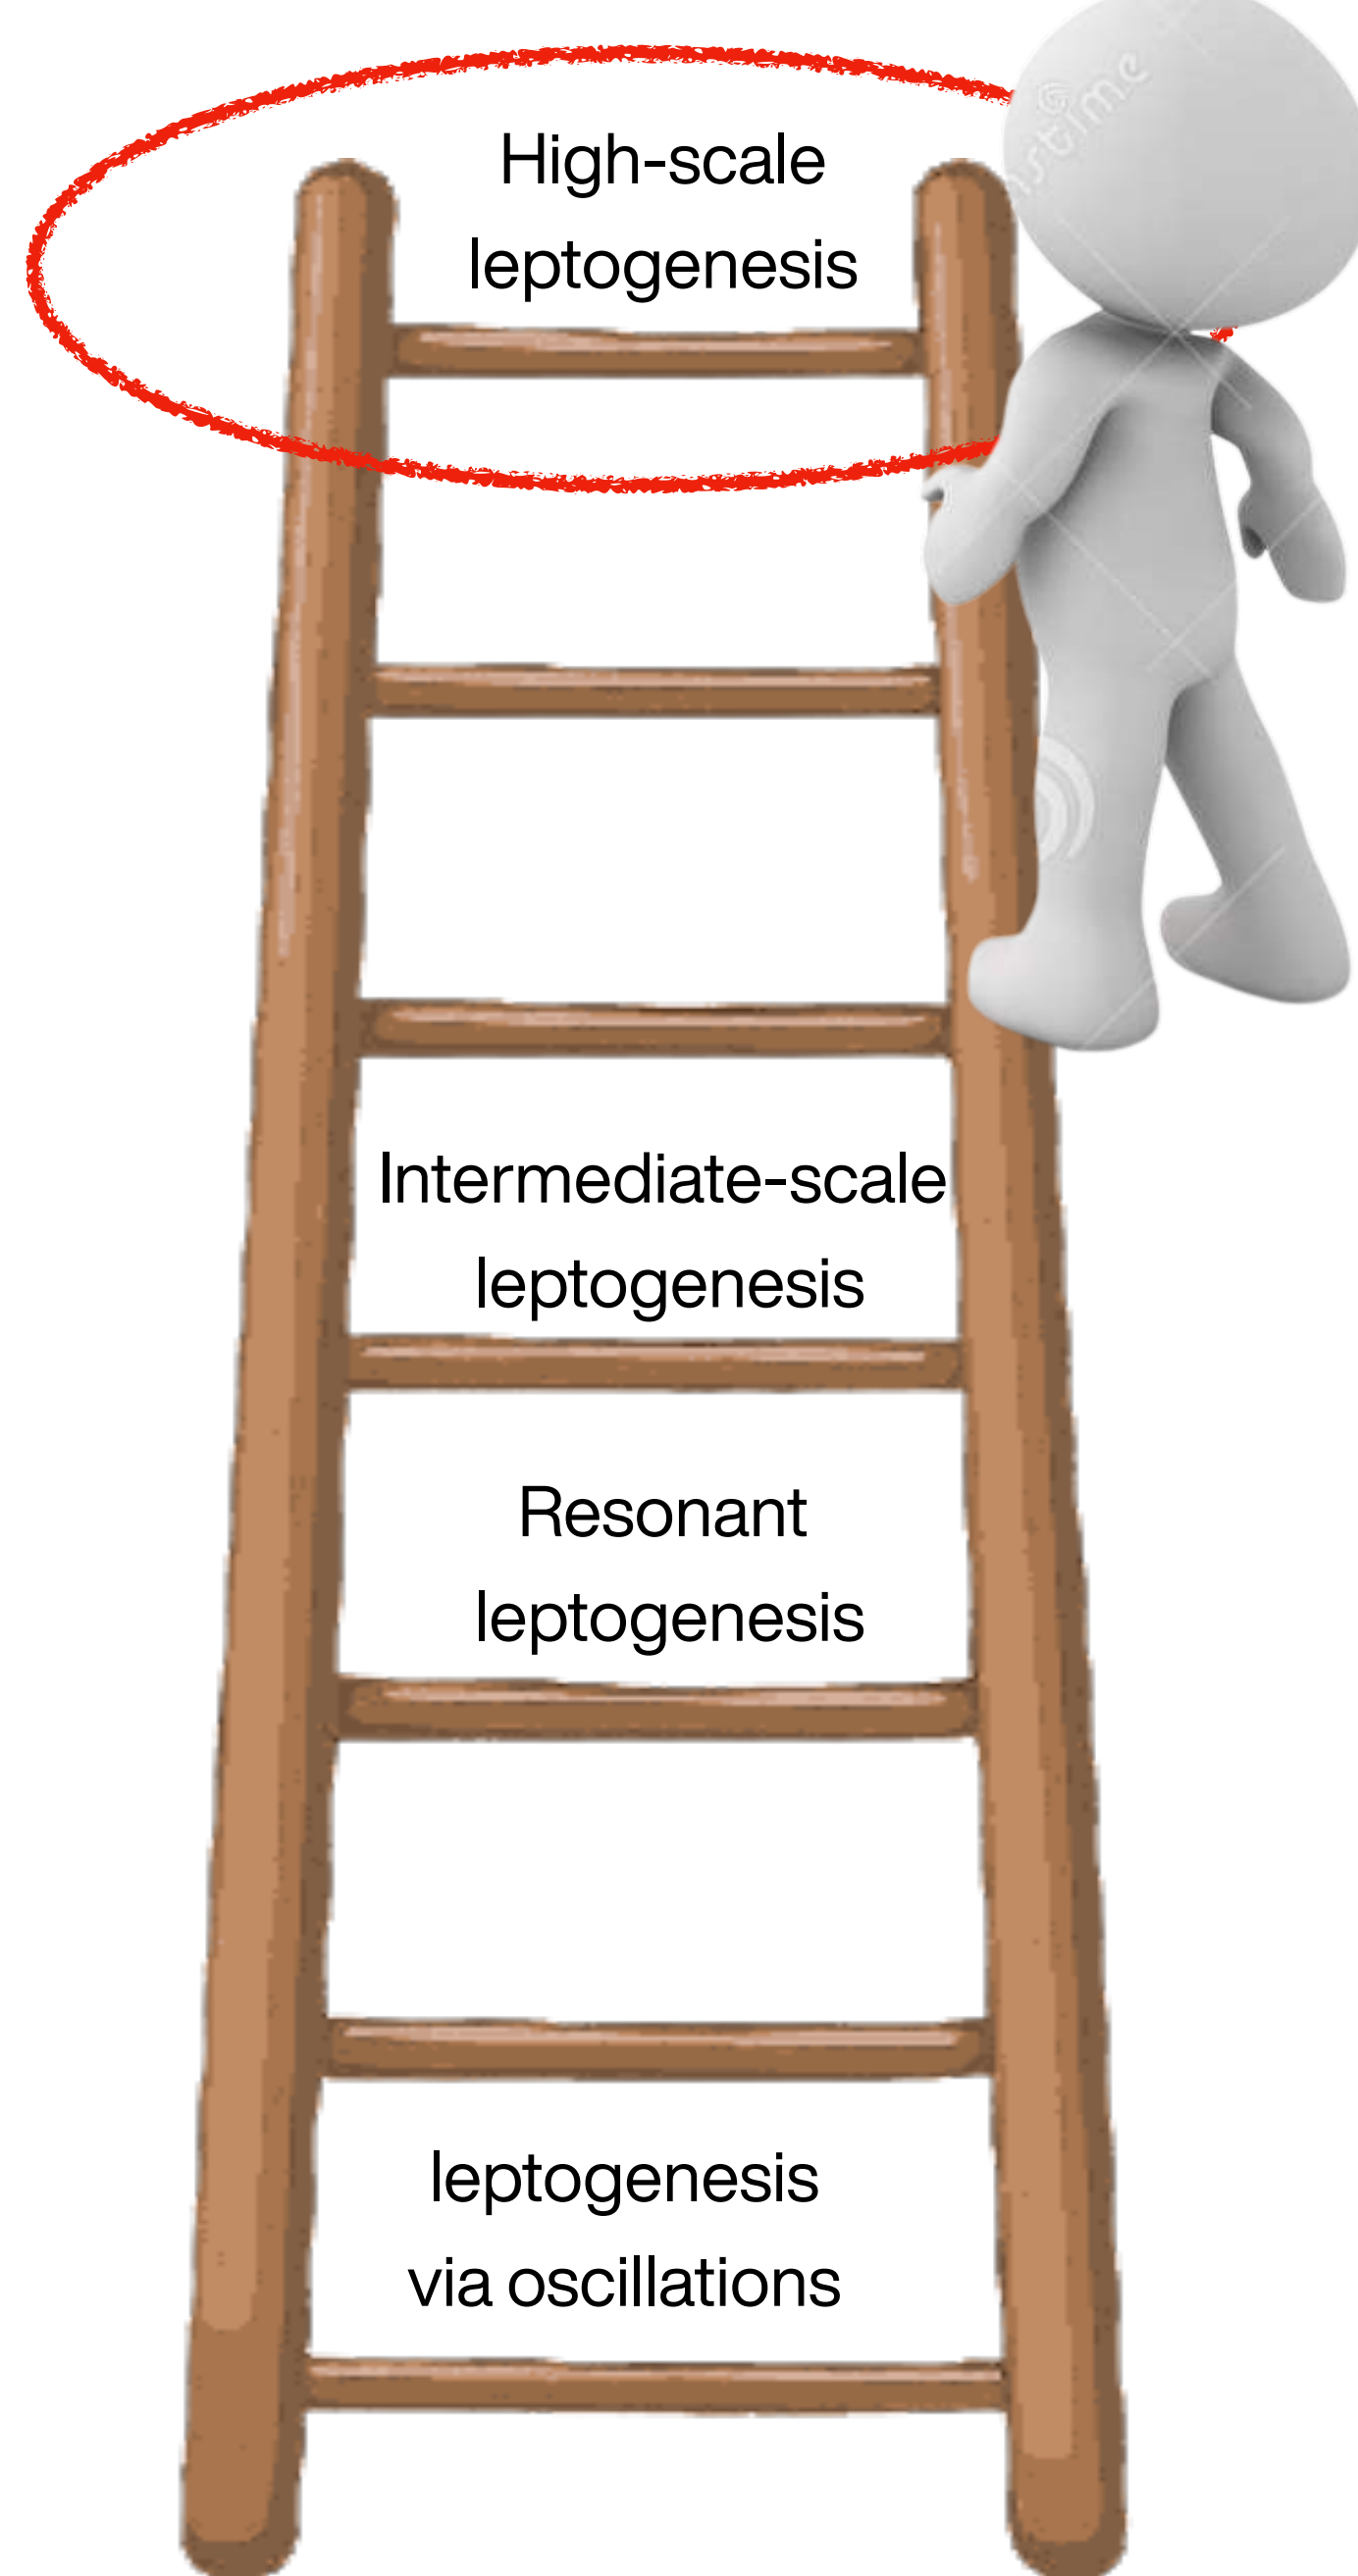 High-scale
leptogenesis
Intermediate-scale
leptogenesis
Resonant
leptogenesis
leptogenesis
via oscillations